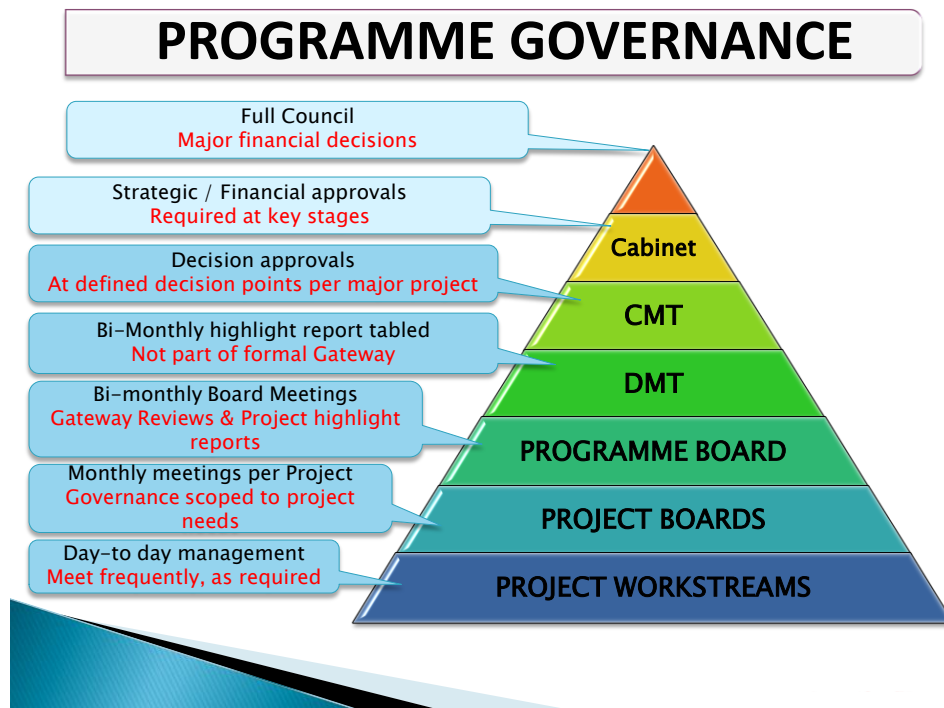 PROGRAMME GOVERNANCE
Full Council
Major financial decisions
Strategic / Financial approvals
Required at key stages
Cabinet
Decision approvals
At defined decision points per major project
CMT
Bi-Monthly highlight report tabled
Not part of formal Gateway
DMT
Bi-monthly Board Meetings
Gateway Reviews & Project highlight
reports
PROGRAMME BOARD
Monthly meetings per Project
Governance scoped to project
needs
PROJECT BOARDS
Day-to day management
Meet frequently, as required
PROJECT WORKSTREAMS